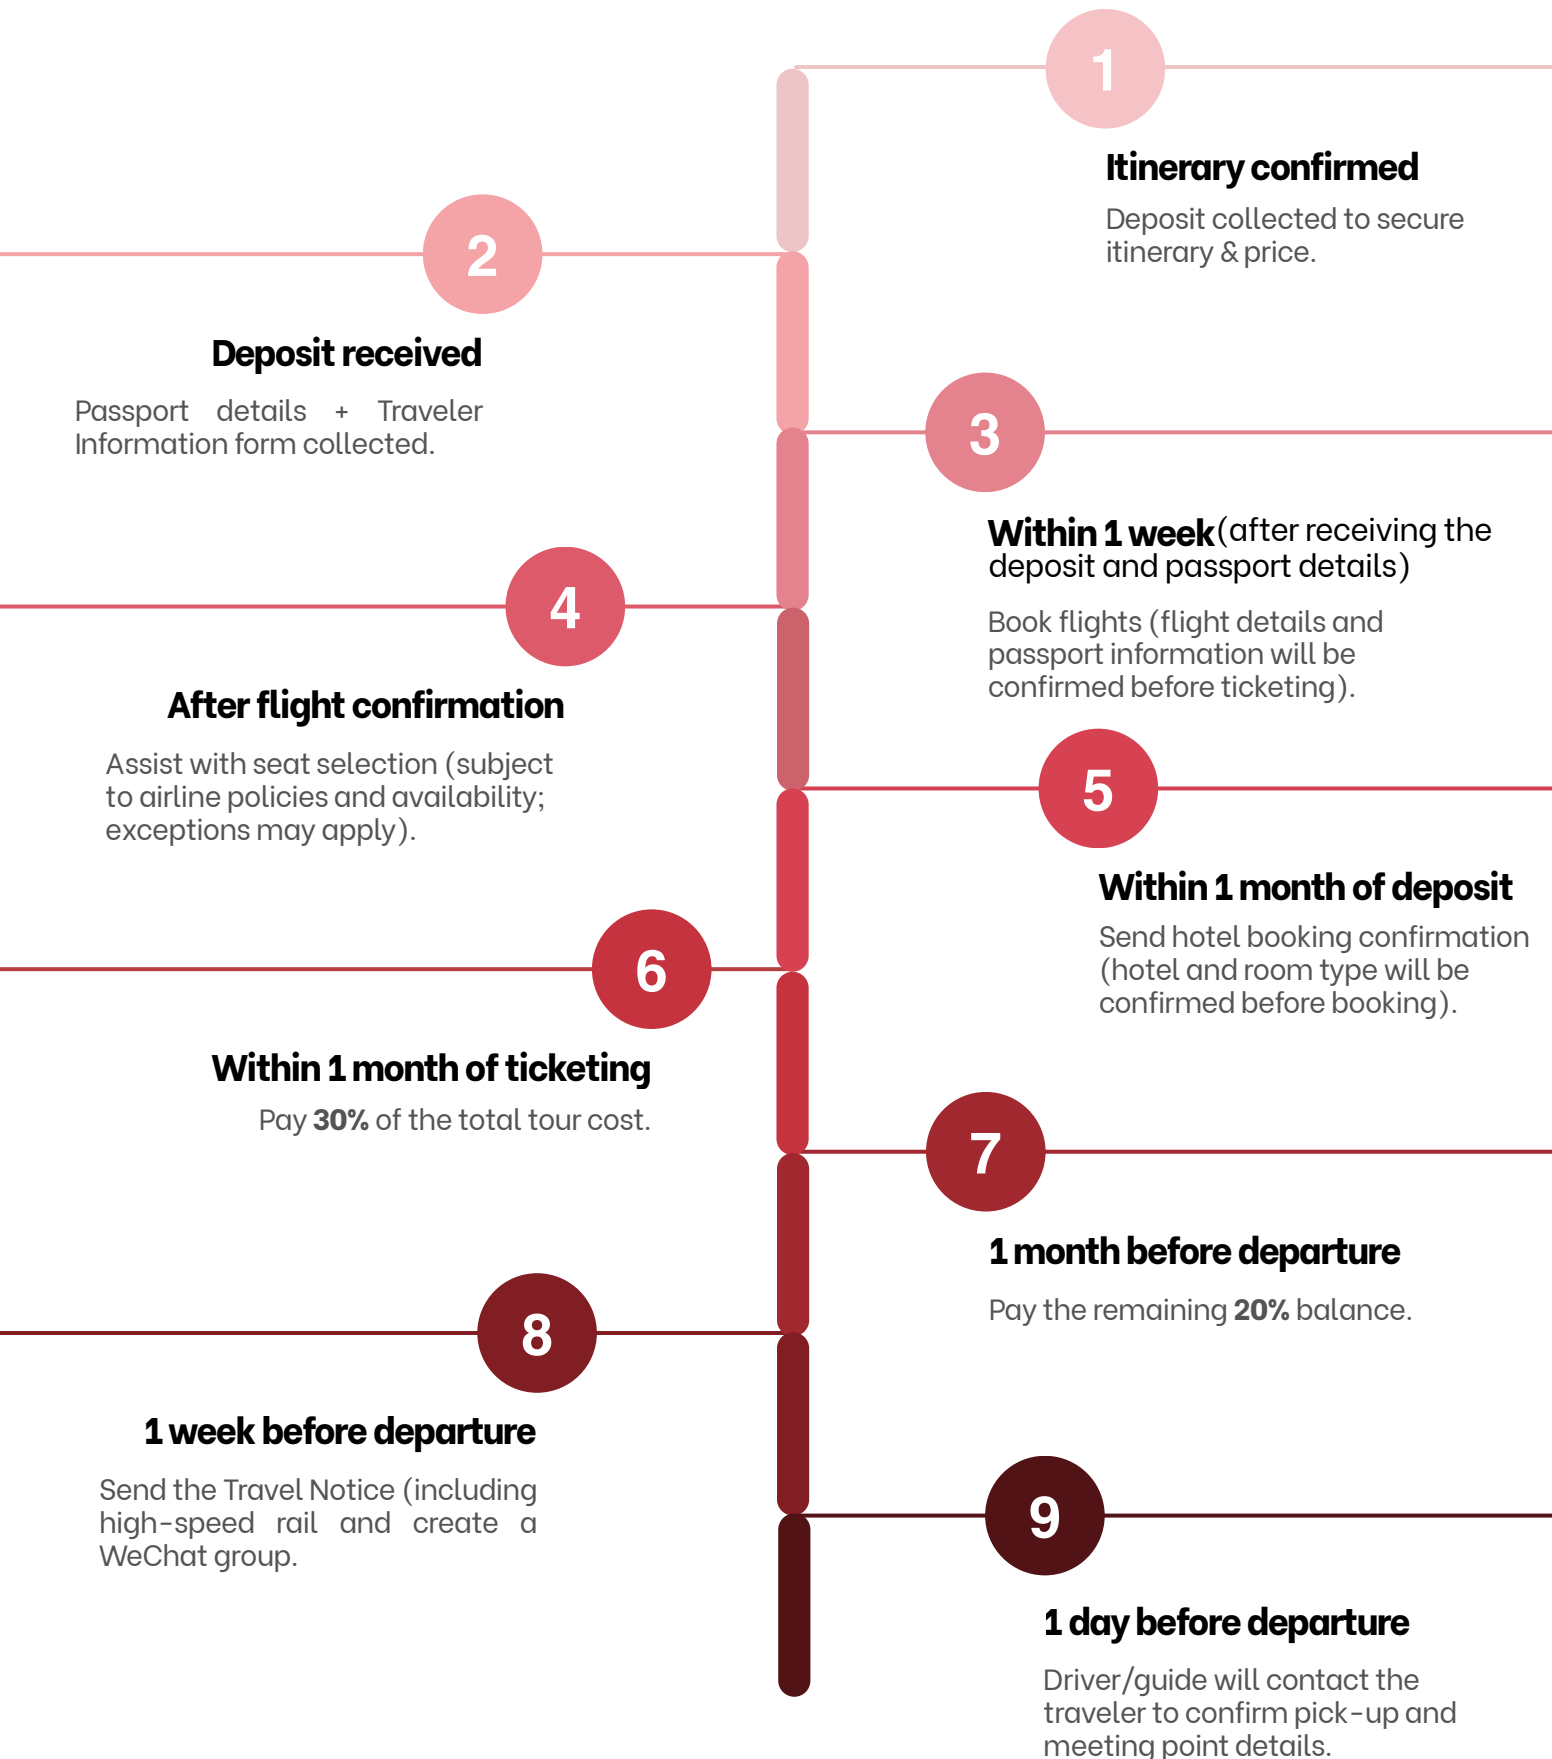 1
Itinerary confirmed
Deposit collected to secure
itinerary & price.
2
Deposit received
Passport details + Traveler
Information form collected.
3
Within 1 week(after receiving the
deposit and passport details)
Book flights (flight details and
passport information will be
confirmed before ticketing).
4
After flight confirmation
Assist with seat selection (subject
to airline policies and availability;
exceptions may apply).
5
Within 1 month of deposit
Send hotel booking confirmation
(hotel and room type will be
confirmed before booking).
6
Within 1 month of ticketing
Pay 30% of the total tour cost.
7
1 month before departure
Pay the remaining 20% balance.
8
1 week before departure
Send the Travel Notice (including
high-speed rail and create a
WeChat group.
9
1 day before departure
Driver/guide will contact the
traveler to confirm pick-up and
meeting point details.